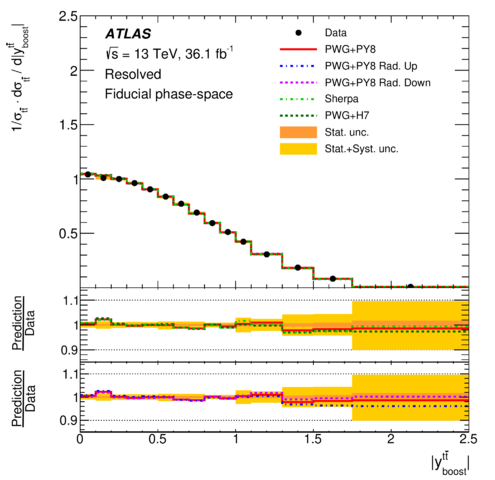 1/σ_tt̄ · dσ_tt̄ / d|y^tt̄_boost|
2.5
2
1.5
1
0.5
ATLAS
√s = 13 TeV, 36.1 fb⁻¹
Resolved
Fiducial phase-space
Data
PWG+PY8
PWG+PY8 Rad. Up
PWG+PY8 Rad. Down
Sherpa
PWG+H7
Stat. unc.
Stat.+Syst. unc.
Prediction
Data
1.1
1
0.9
Prediction
Data
1.1
1
0.9
0 0.5 1 1.5 2 2.5
|y^tt̄_boost|